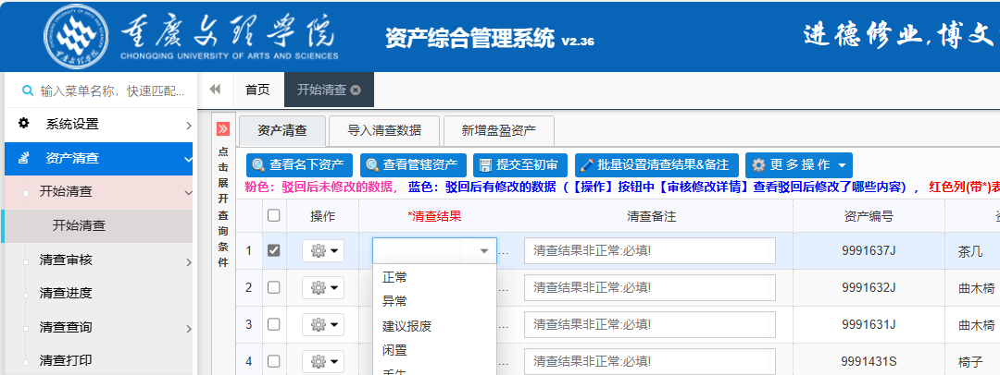 重庆文理学院
CHONGQING UNIVERSITY OF ARTS AND SCIENCES
资产综合管理系统 V2.36
进德修业,博文
输入菜单名称，快速匹配...
首页
开始清查
系统设置
资产清查
开始清查
开始清查
清查审核
清查进度
清查查询
清查打印
点击展开查询条件
资产清查
导入清查数据
新增盘盈资产
查看名下资产
查看管辖资产
提交至初审
批量设置清查结果&备注
更多操作
粉色：驳回后未修改的数据， 蓝色：驳回后有修改的数据（【操作】按钮中【审核修改详情】查看驳回后修改了哪些内容）， 红色列(带*)表
操作 *清查结果 清查备注 资产编号
1 ... 清查结果非正常:必填! 9991637J 茶几
2 ... 清查结果非正常:必填! 9991632J 曲木椅
3 ... 清查结果非正常:必填! 9991631J 曲木椅
4 ... 清查结果非正常:必填! 9991431S 椅子
正常
异常
建议报废
闲置